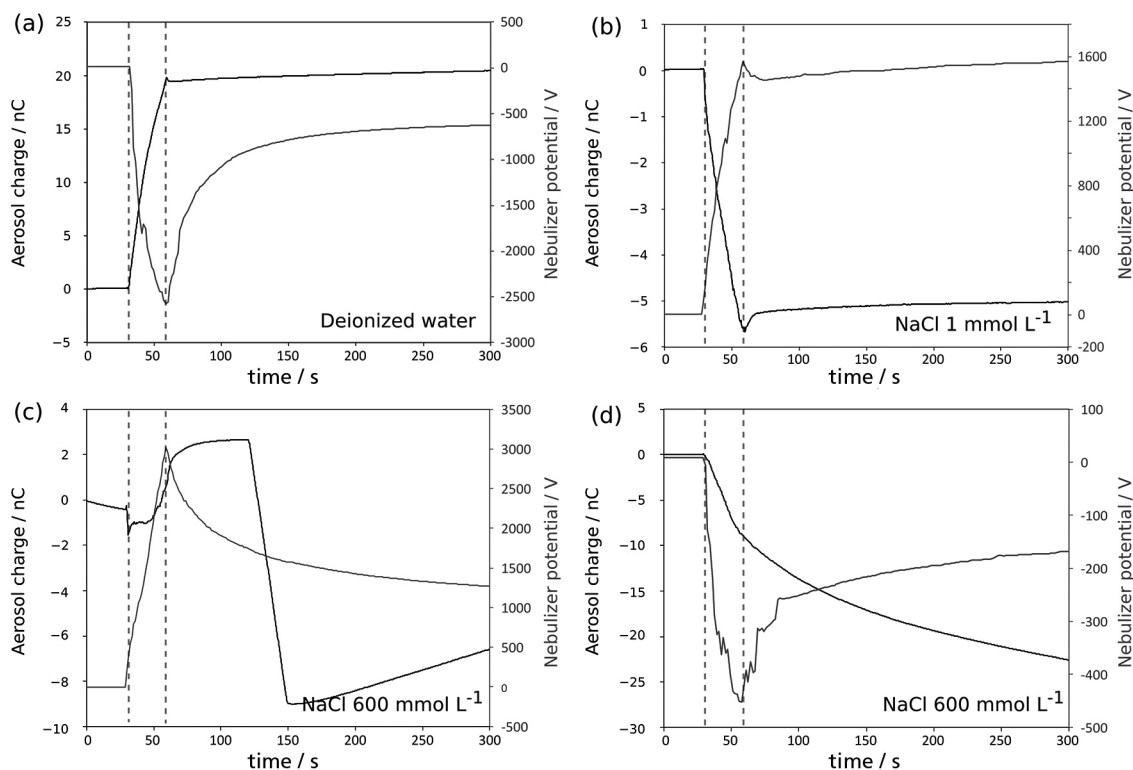 (a)
25
20
15
10
5
0
−5
Aerosol charge / nC
500
0
-500
-1000
-1500
-2000
-2500
-3000
Nebulizer potential / V
Deionized water
0 50 100 150 200 250 300
time / s
(b)
1
0
−1
−2
−3
−4
−5
−6
Aerosol charge / nC
1600
1200
800
400
0
-200
Nebulizer potential / V
NaCl 1 mmol L-1
0 50 100 150 200 250 300
time / s
(c)
4
2
0
−2
−4
−6
−8
−10
Aerosol charge / nC
3500
3000
2500
2000
1500
1000
500
0
-500
Nebulizer potential / V
NaCl 600 mmol L-1
0 50 100 150 200 250 300
time / s
(d)
5
0
−5
−10
−15
−20
−25
−30
Aerosol charge / nC
100
0
-100
-200
-300
-400
-500
Nebulizer potential / V
NaCl 600 mmol L-1
0 50 100 150 200 250 300
time / s